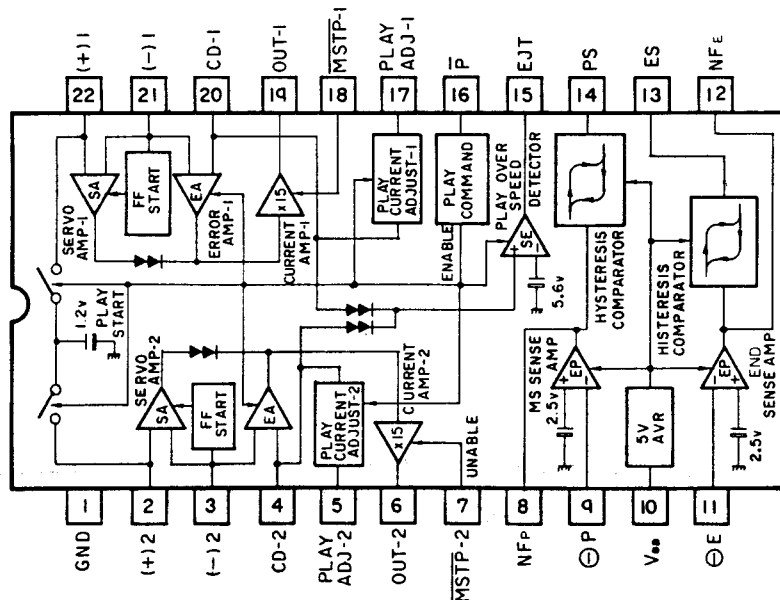 (+)1
(-)1
CD-1
OUT-1
MSTP-1
PLAY
ADJ-1
P
EJT
PS
ES
NFE
22
21
20
19
18
17
16
15
14
13
12
SERVO
AMP-1
SA
FF
START
EA
ERROR
AMP-1
×15
CURRENT
AMP-1
PLAY
CURRENT
ADJUST-1
ENABLE
PLAY
COMMAND
PLAY OVER
SPEED
DETECTOR
+
SE
-
5.6v
HYSTERESIS
COMPARATOR
HISTERESIS
COMPARATOR
1.2v
PLAY
START
SERVO
AMP-2
SA
FF
START
EA
CURRENT
AMP-2
PLAY
CURRENT
ADJUST-2
×15
UNABLE
MS SENSE
AMP
2.5v
+
EP
-
5V
AVR
END
SENSE AMP
-
EP
+
2.5v
1
2
3
4
5
6
7
8
9
10
11
GND
(+)2
(-)2
CD-2
PLAY
ADJ-2
OUT-2
MSTP-2
NFP
⊖P
⊖E